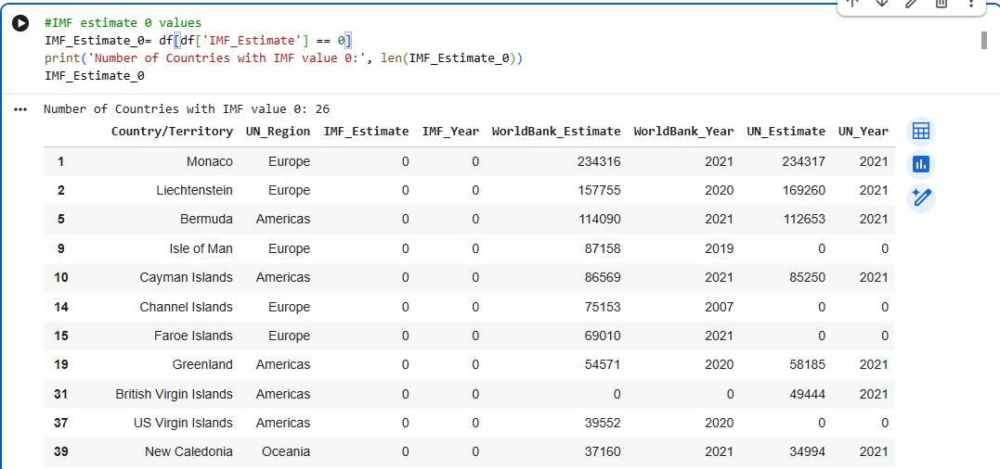 #IMF estimate 0 values
IMF_Estimate_0= df[df['IMF_Estimate'] == 0]
print('Number of Countries with IMF value 0:', len(IMF_Estimate_0))
IMF_Estimate_0
Number of Countries with IMF value 0: 26
Country/Territory UN_Region IMF_Estimate IMF_Year WorldBank_Estimate WorldBank_Year UN_Estimate UN_Year
1 Monaco Europe 0 0 234316 2021 234317 2021
2 Liechtenstein Europe 0 0 157755 2020 169260 2021
5 Bermuda Americas 0 0 114090 2021 112653 2021
9 Isle of Man Europe 0 0 87158 2019 0 0
10 Cayman Islands Americas 0 0 86569 2021 85250 2021
14 Channel Islands Europe 0 0 75153 2007 0 0
15 Faroe Islands Europe 0 0 69010 2021 0 0
19 Greenland Americas 0 0 54571 2020 58185 2021
31 British Virgin Islands Americas 0 0 0 0 49444 2021
37 US Virgin Islands Americas 0 0 39552 2020 0 0
39 New Caledonia Oceania 0 0 37160 2021 34994 2021